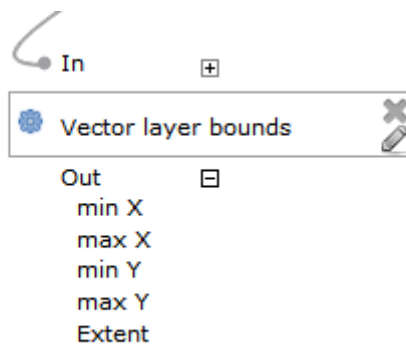 In
Vector layer bounds
Out
min X
max X
min Y
max Y
Extent